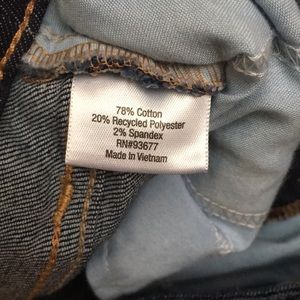 78% Cotton
20% Recycled Polyester
2% Spandex
RN#93677
Made in Vietnam